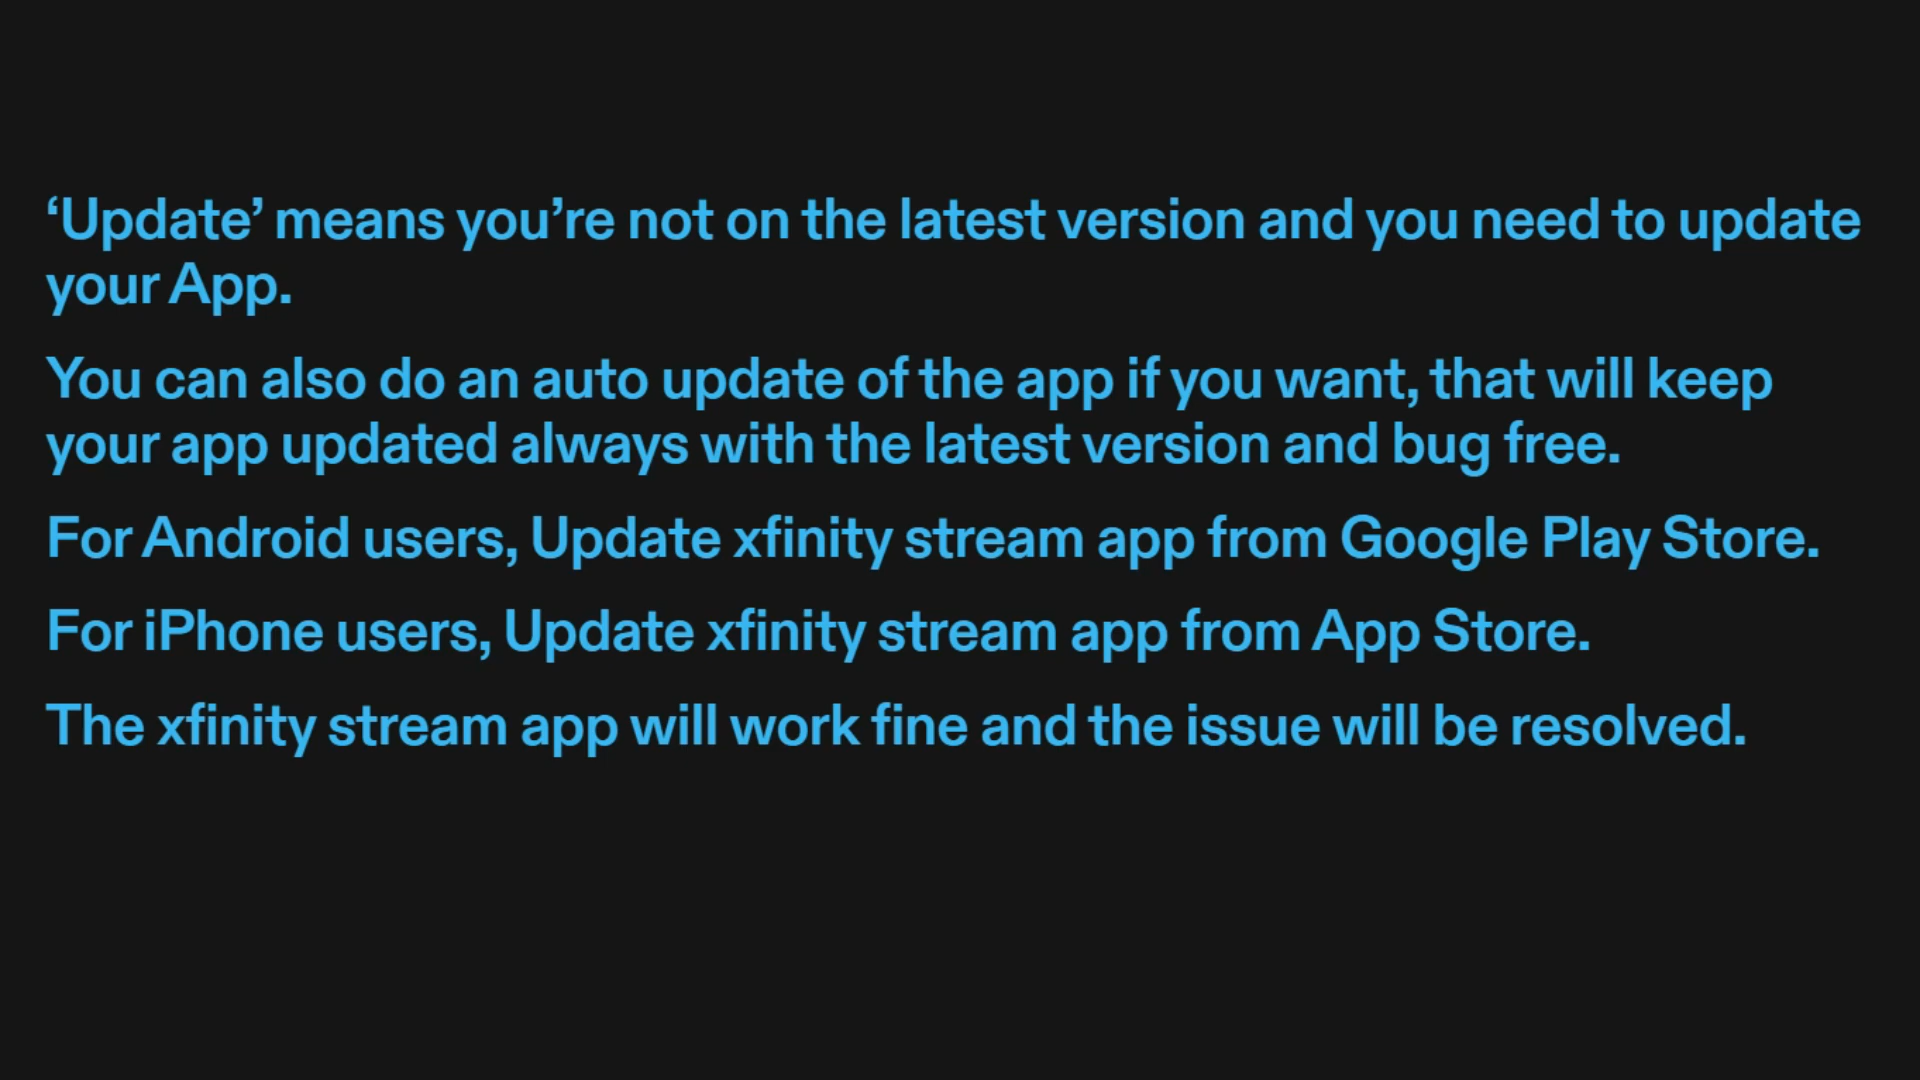 ‘Update’ means you’re not on the latest version and you need to update
your App.
You can also do an auto update of the app if you want, that will keep
your app updated always with the latest version and bug free.
For Android users, Update xfinity stream app from Google Play Store.
For iPhone users, Update xfinity stream app from App Store.
The xfinity stream app will work fine and the issue will be resolved.